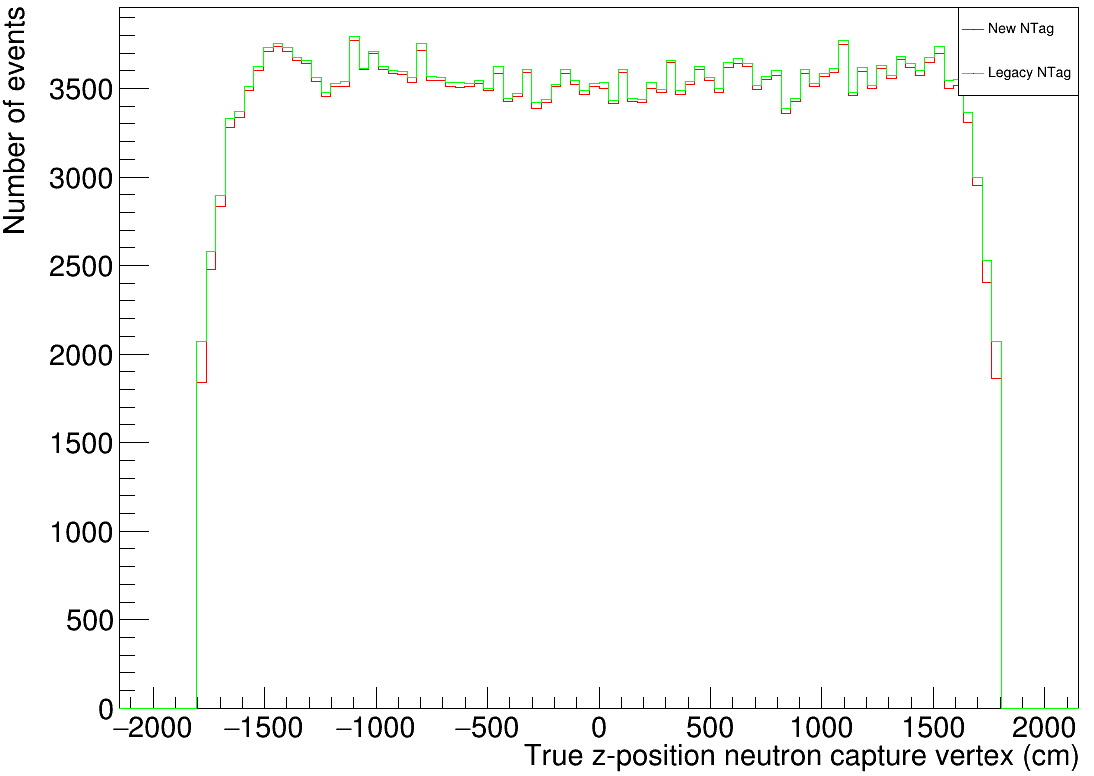 Number of events
3500
3000
2500
2000
1500
1000
500
0
New NTag
Legacy NTag
−2000 −1500 −1000 −500 0 500 1000 1500 2000
True z-position neutron capture vertex (cm)